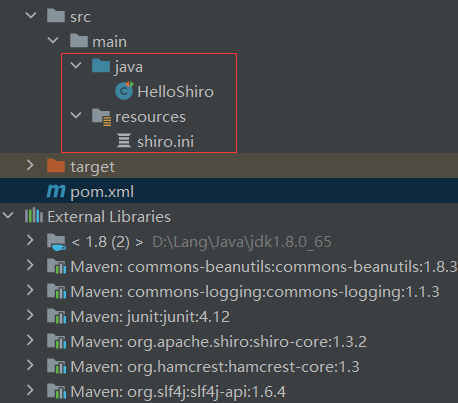 src
main
java
HelloShiro
resources
shiro.ini
target
pom.xml
External Libraries
< 1.8 (2) > D:\Lang\Java\jdk1.8.0_65
Maven: commons-beanutils:commons-beanutils:1.8.3
Maven: commons-logging:commons-logging:1.1.3
Maven: junit:junit:4.12
Maven: org.apache.shiro:shiro-core:1.3.2
Maven: org.hamcrest:hamcrest-core:1.3
Maven: org.slf4j:slf4j-api:1.6.4